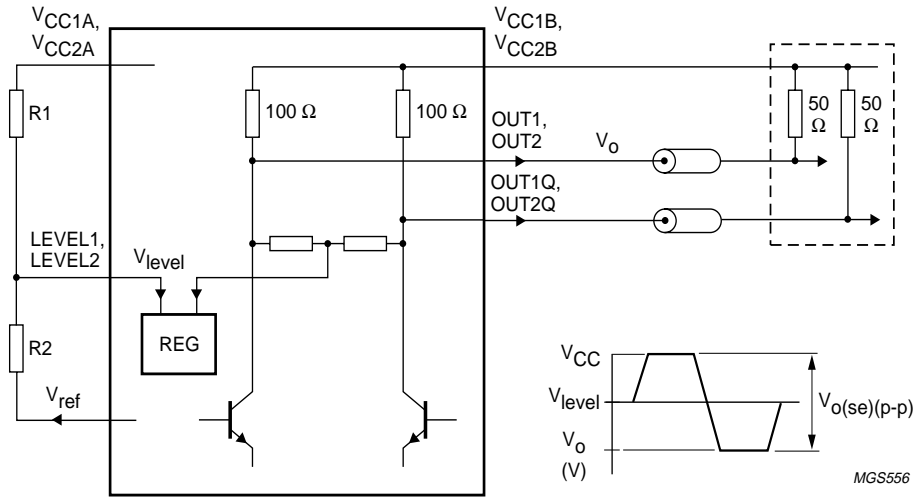 VCC1A,
VCC2A
VCC1B,
VCC2B
R1
100 Ω
100 Ω
50
Ω
50
Ω
OUT1,
OUT2
Vo
OUT1Q,
OUT2Q
LEVEL1,
LEVEL2
Vlevel
REG
R2
Vref
VCC
Vlevel
Vo
(V)
Vo(se)(p-p)
MGS556